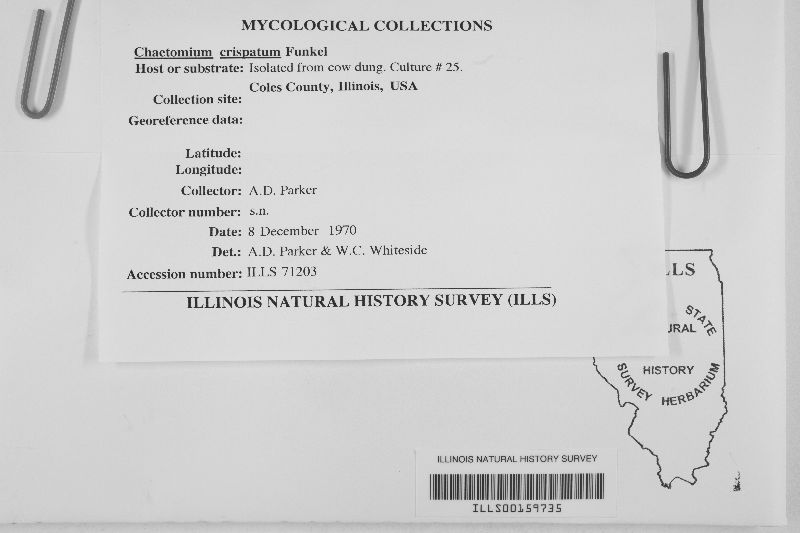 MYCOLOGICAL COLLECTIONS
Chaetomium crispatum Funkel
Host or substrate: Isolated from cow dung. Culture # 25.
Coles County, Illinois, USA
Collection site:
Georeference data:
Latitude:
Longitude:
Collector: A.D. Parker
Collector number: s.n.
Date: 8 December 1970
Det.: A.D. Parker & W.C. Whiteside
Accession number: ILLS 71203
ILLINOIS NATURAL HISTORY SURVEY (ILLS)
LLS
STATE
URAL
HISTORY
SURVEY HERBARIUM
ILLINOIS NATURAL HISTORY SURVEY
ILLS00159735